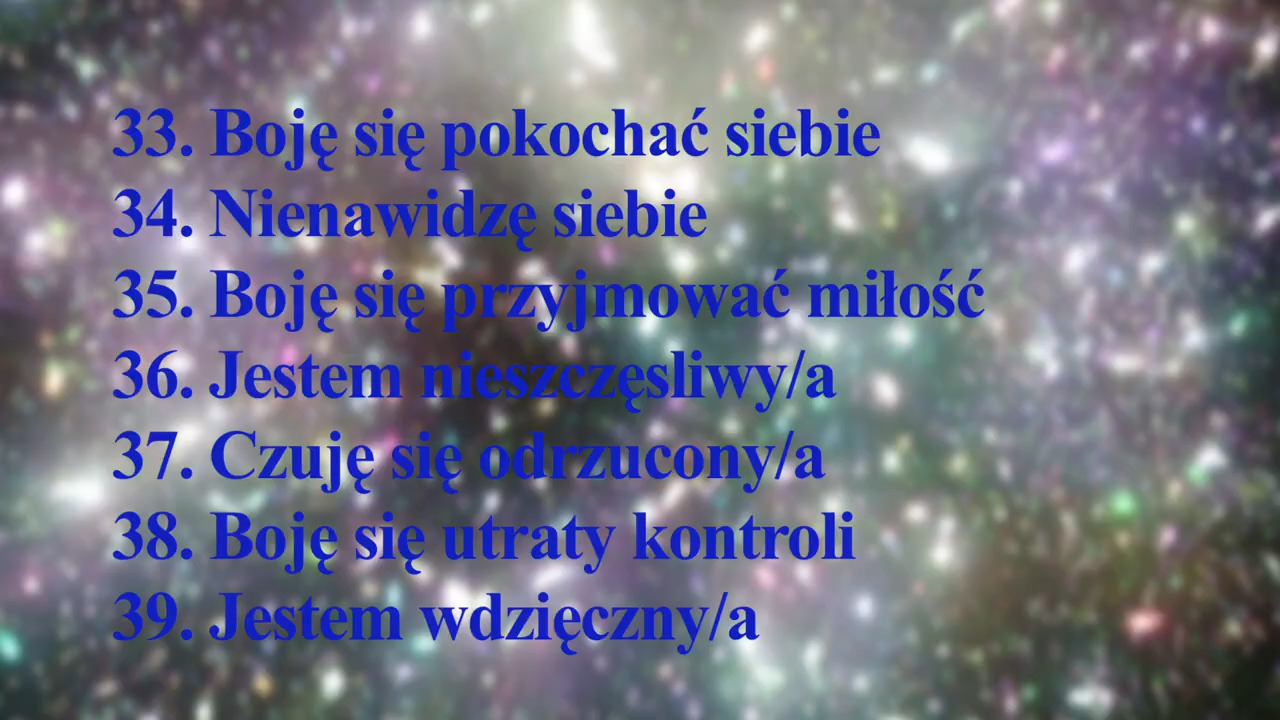 33. Boję się pokochać siebie
34. Nienawidzę siebie
35. Boję się przyjmować miłość
36. Jestem nieszczęsliwy/a
37. Czuję się odrzucony/a
38. Boję się utraty kontroli
39. Jestem wdzięczny/a